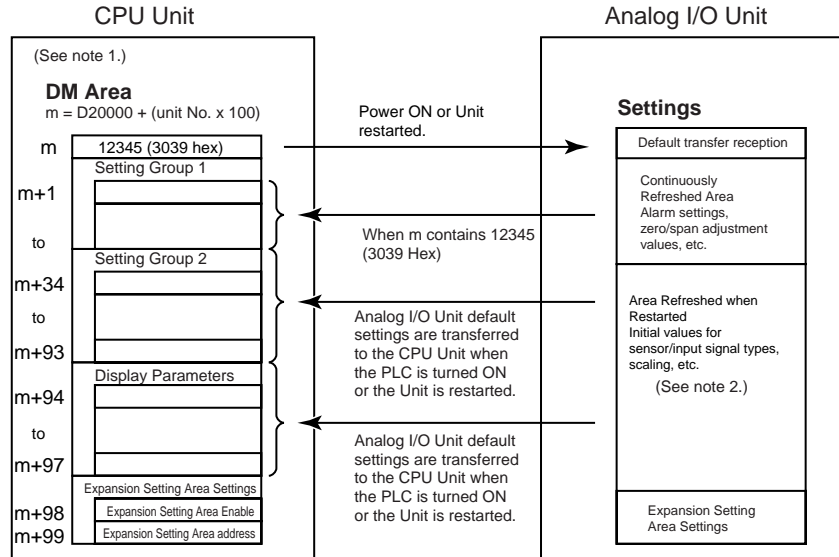 CPU Unit
Analog I/O Unit
(See note 1.)
DM Area
m = D20000 + (unit No. x 100)
m
12345 (3039 hex)
Setting Group 1
m+1
to
Setting Group 2
m+34
to
m+93
Display Parameters
m+94
to
m+97
Expansion Setting Area Settings
m+98
Expansion Setting Area Enable
m+99
Expansion Setting Area address
Power ON or Unit
restarted.
When m contains 12345
(3039 Hex)
Analog I/O Unit default
settings are transferred
to the CPU Unit when
the PLC is turned ON
or the Unit is restarted.
Analog I/O Unit default
settings are transferred
to the CPU Unit when
the PLC is turned ON
or the Unit is restarted.
Settings
Default transfer reception
Continuously
Refreshed Area
Alarm settings,
zero/span adjustment
values, etc.
Area Refreshed when
Restarted
Initial values for
sensor/input signal types,
scaling, etc.
(See note 2.)
Expansion Setting
Area Settings